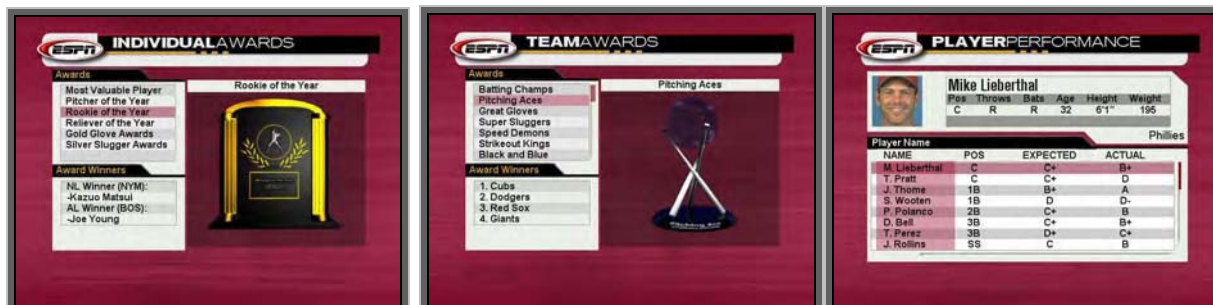 ESPN
INDIVIDUALAWARDS
Awards
Most Valuable Player
Pitcher of the Year
Rookie of the Year
Reliever of the Year
Gold Glove Awards
Silver Slugger Awards
Rookie of the Year
Award Winners
NL Winner (NYM):
-Kazuo Matsui
AL Winner (BOS):
-Joe Young
ESPN
TEAMAWARDS
Awards
Batting Champs
Pitching Aces
Great Gloves
Super Sluggers
Speed Demons
Strikeout Kings
Black and Blue
Pitching Aces
Award Winners
1. Cubs
2. Dodgers
3. Red Sox
4. Giants
ESPN
PLAYERPERFORMANCE
Mike Lieberthal
Pos Throws Bats Age Height Weight
C R R 32 6'1" 195
Phillies
Player Name
NAME POS EXPECTED ACTUAL
M. Lieberthal C C+ B+
T. Pratt C C+ D
J. Thome 1B B+ A
S. Wooten 1B D D-
P. Polanco 2B C+ B
D. Bell 3B C+ B+
T. Perez 3B D+ C+
J. Rollins SS C B